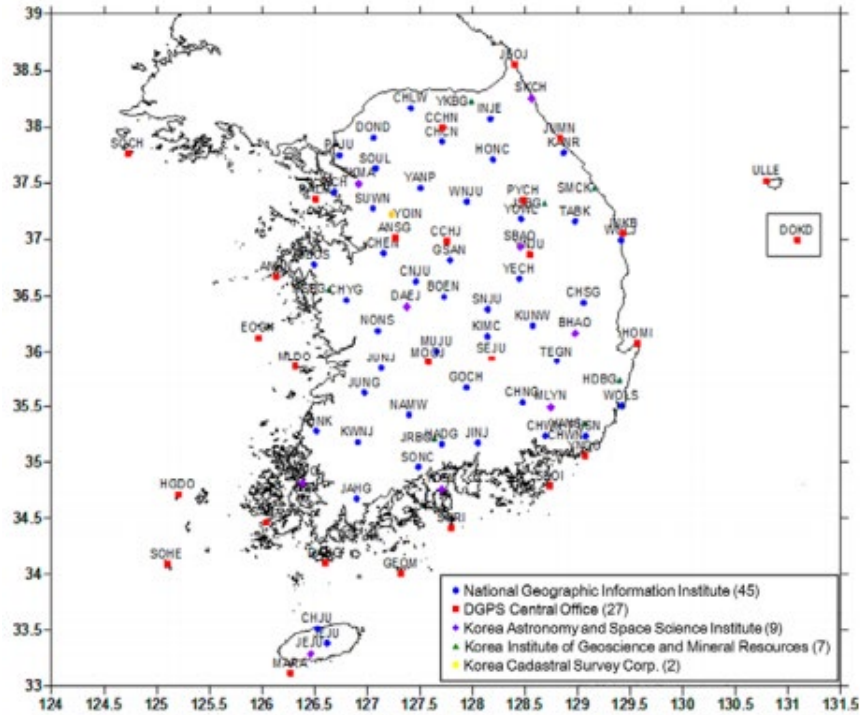 39
38.5
38
37.5
37
36.5
36
35.5
35
34.5
34
33.5
33
JEOJ
SKCH
YKBG
CHLW
INJE
CCHN
CHCN
DOND
JUMN
KANR
SOCH
HONC
SOUL
YANP
ULLE
SMCK
WNJU
PYCH
SUWN
YOIN
TABK
DOKD
ANSG
CCHJ
SBAO
CHEN
GSAN
YECH
CNJU
BOEN
DAEJ
CHYG
SNJU
CHSG
KUNW
BHAO
NONS
KIMC
EOCH
MUJU
HOMI
SEJU
TEGN
JUNJ
HDBG
GOCH
JUNG
CHNG
MLYN
WOLS
NAMW
KWNJ
HADG
JINJ
CHWN
SONC
HGDO
JAHG
SOHE
GEOM
CHJU
JEJU
MARA
National Geographic Information Institute (45)
DGPS Central Office (27)
Korea Astronomy and Space Science Institute (9)
Korea Institute of Geoscience and Mineral Resources (7)
Korea Cadastral Survey Corp. (2)
124 124.5 125 125.5 126 126.5 127 127.5 128 128.5 129 129.5 130 130.5 131 131.5